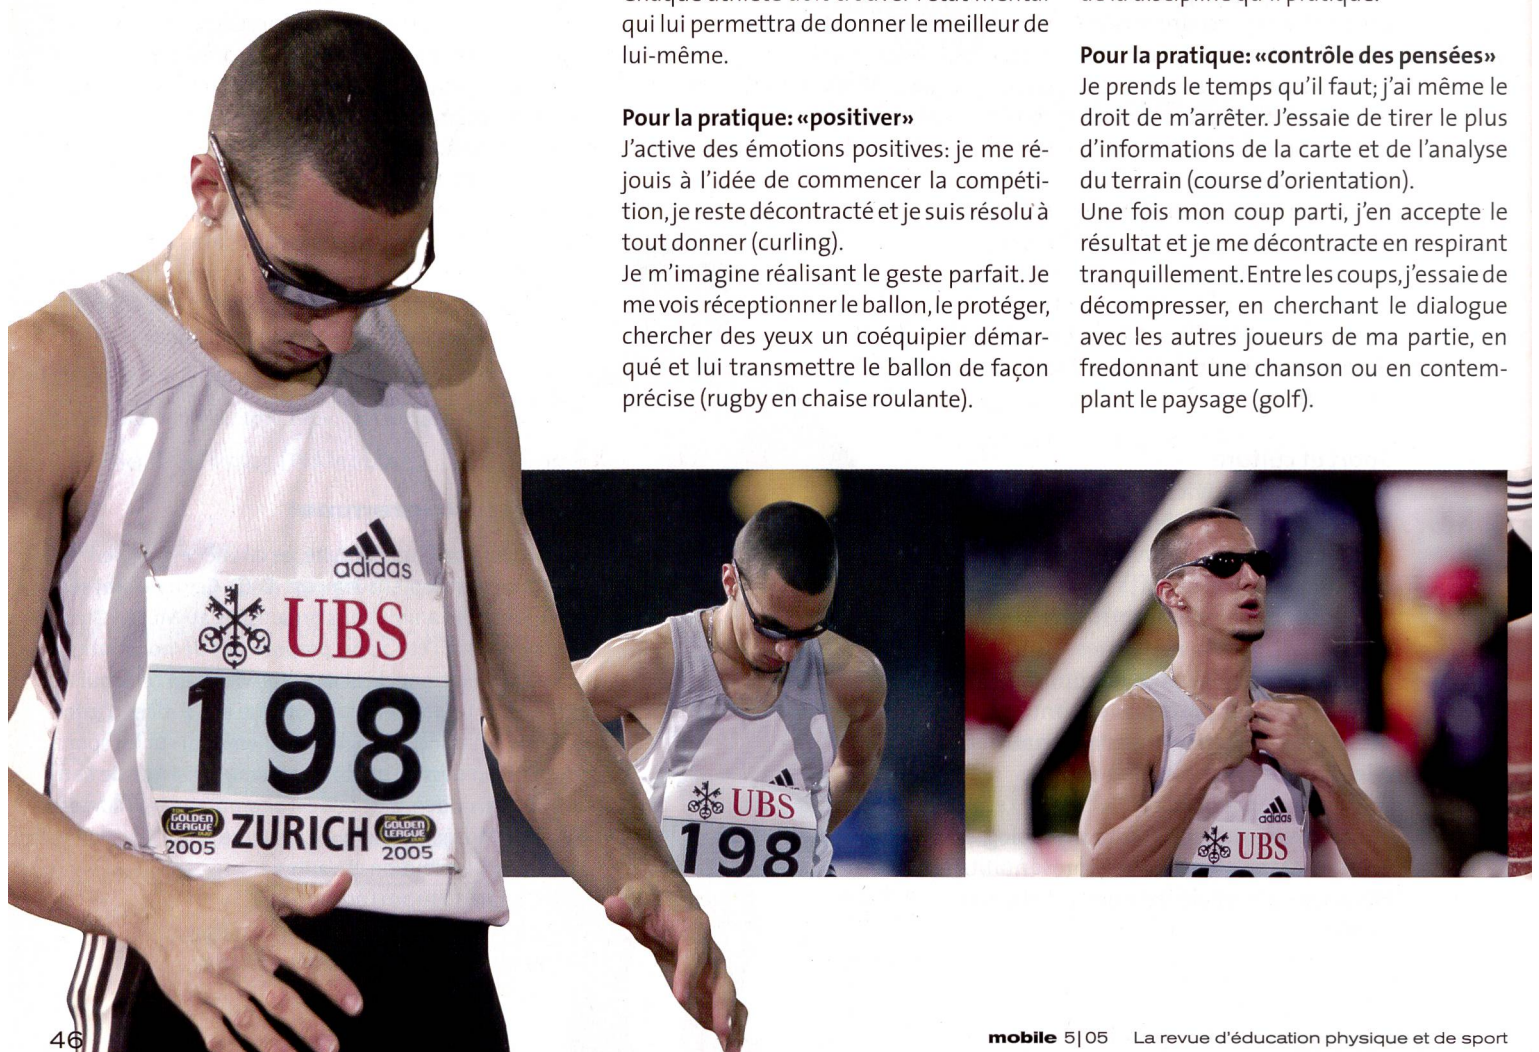 qui lui permettra de donner le meilleur de
lui-même.
Pour la pratique: «positiver»
J'active des émotions positives: je me ré-
jouis à l'idée de commencer la compéti-
tion, je reste décontracté et je suis résolu à
tout donner (curling).
Je m'imagine réalisant le geste parfait. Je
me vois réceptionner le ballon, le protéger,
chercher des yeux un coéquipier démar-
qué et lui transmettre le ballon de façon
précise (rugby en chaise roulante).
Pour la pratique: «contrôle des pensées»
Je prends le temps qu'il faut; j'ai même le
droit de m'arrêter. J'essaie de tirer le plus
d'informations de la carte et de l'analyse
du terrain (course d'orientation).
Une fois mon coup parti, j'en accepte le
résultat et je me décontracte en respirant
tranquillement. Entre les coups, j'essaie de
décompresser, en cherchant le dialogue
avec les autres joueurs de ma partie, en
fredonnant une chanson ou en contem-
plant le paysage (golf).
adidas
UBS
198
GOLDEN
LEAGUE
2005
ZURICH
GOLDEN
LEAGUE
2005
UBS
198
adidas
UBS
46
mobile 5|05 La revue d'éducation physique et de sport